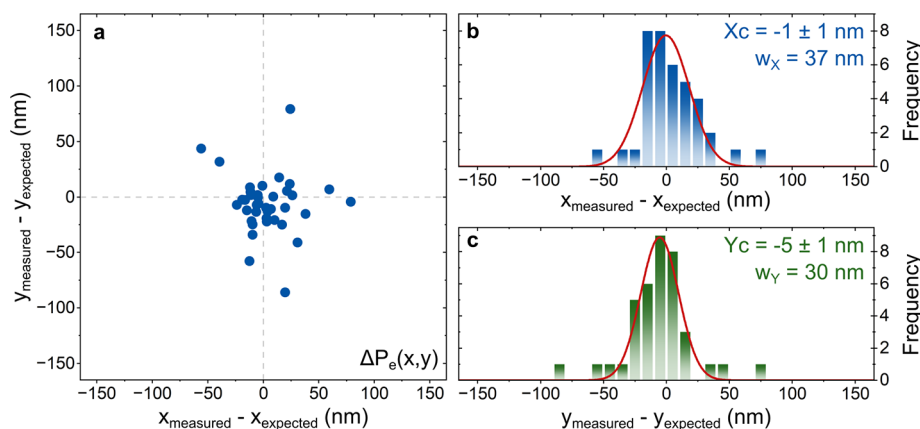 a
150
100
50
0
−50
−100
−150
y_measured - y_expected (nm)
ΔP_e(x,y)
−150 −100 −50 0 50 100 150
x_measured - x_expected (nm)
b
Xc = -1 ± 1 nm
w_X = 37 nm
8
6
4
2
0
Frequency
−150 −100 −50 0 50 100 150
x_measured - x_expected (nm)
c
Yc = -5 ± 1 nm
w_Y = 30 nm
8
6
4
2
0
Frequency
−150 −100 −50 0 50 100 150
y_measured - y_expected (nm)